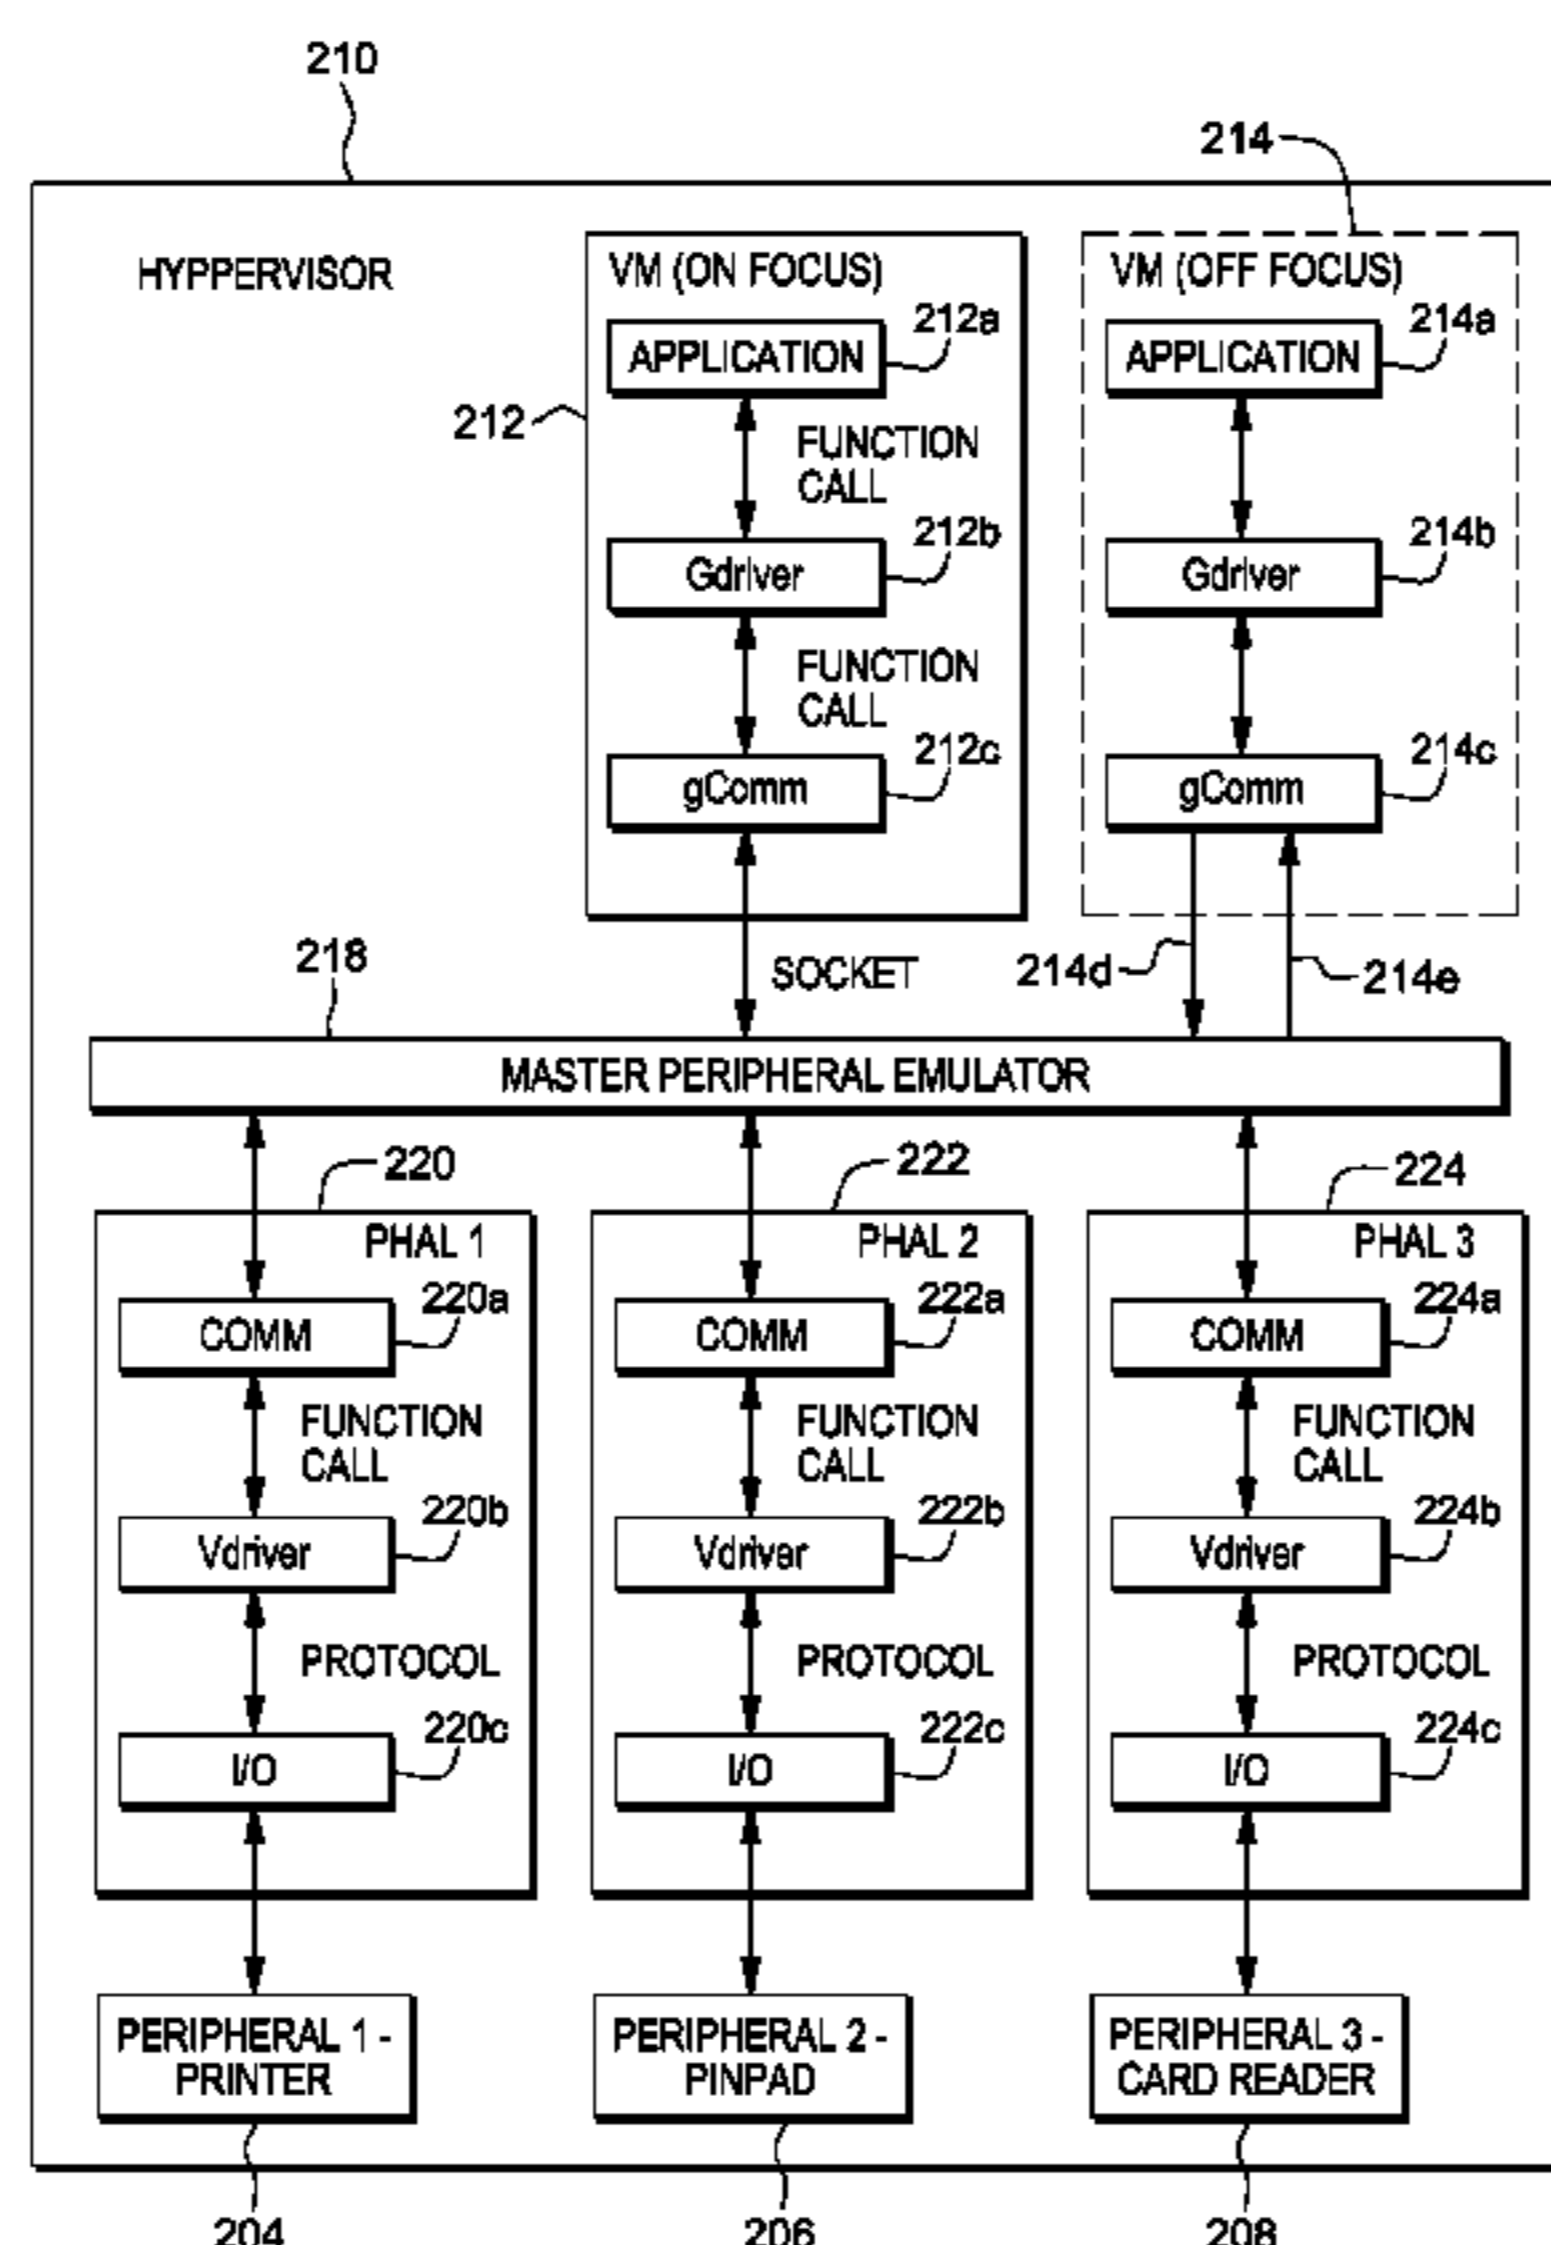 210
214
HYPPERVISOR
VM (ON FOCUS)
VM (OFF FOCUS)
212a
214a
APPLICATION
APPLICATION
212
FUNCTION
CALL
212b
214b
Gdriver
Gdriver
FUNCTION
CALL
212c
214c
gComm
gComm
218
SOCKET
214d
214e
MASTER PERIPHERAL EMULATOR
220
222
224
PHAL 1
PHAL 2
PHAL 3
220a
222a
224a
COMM
COMM
COMM
FUNCTION
CALL
FUNCTION
CALL
FUNCTION
CALL
220b
222b
224b
Vdriver
Vdriver
Vdriver
PROTOCOL
PROTOCOL
PROTOCOL
220c
222c
224c
I/O
I/O
I/O
PERIPHERAL 1 -
PRINTER
PERIPHERAL 2 -
PINPAD
PERIPHERAL 3 -
CARD READER
204
206
208